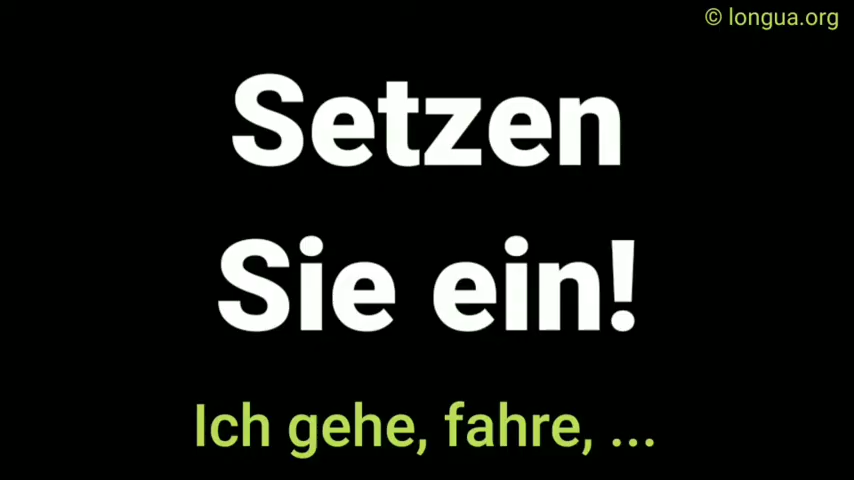 © longua.org
Setzen
Sie ein!
Ich gehe, fahre, ...